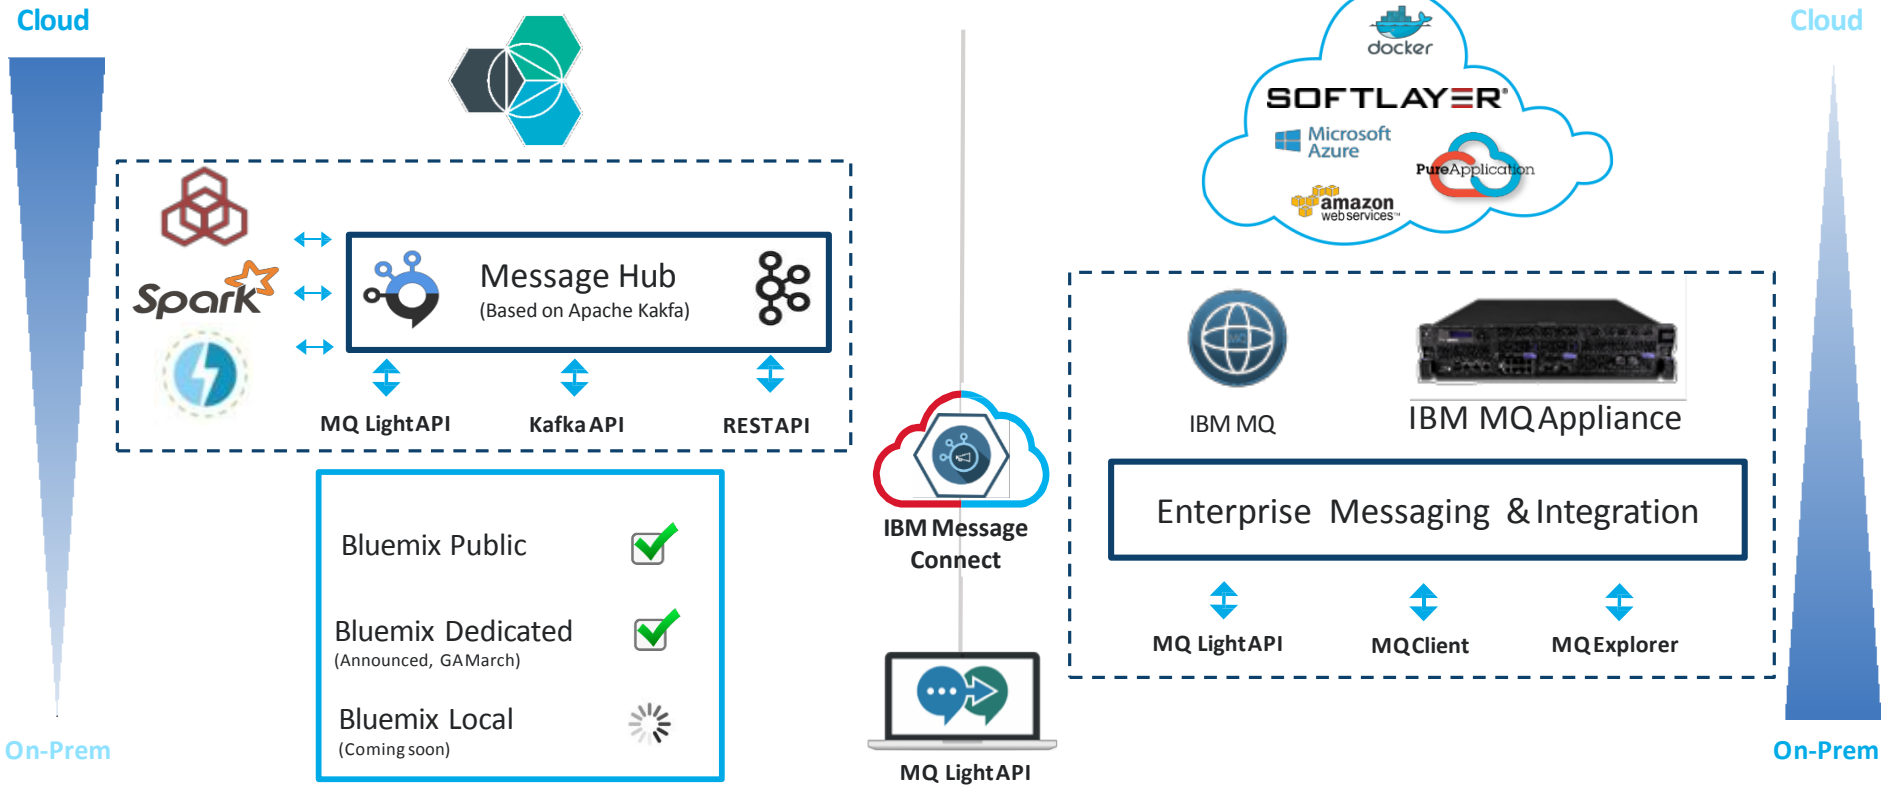 Cloud
Cloud
docker
SOFTLAYER®
Microsoft
Azure
PureApplication
amazon
webservices™
Spark
Message Hub
(Based on Apache Kakfa)
MQ Light API
Kafka API
REST API
MQ
IBM MQ
IBM MQ Appliance
IBM Message
Connect
Enterprise Messaging & Integration
MQ Light API
MQ Client
MQ Explorer
Bluemix Public
Bluemix Dedicated
(Announced, GA March)
Bluemix Local
(Coming soon)
MQ Light API
On-Prem
On-Prem